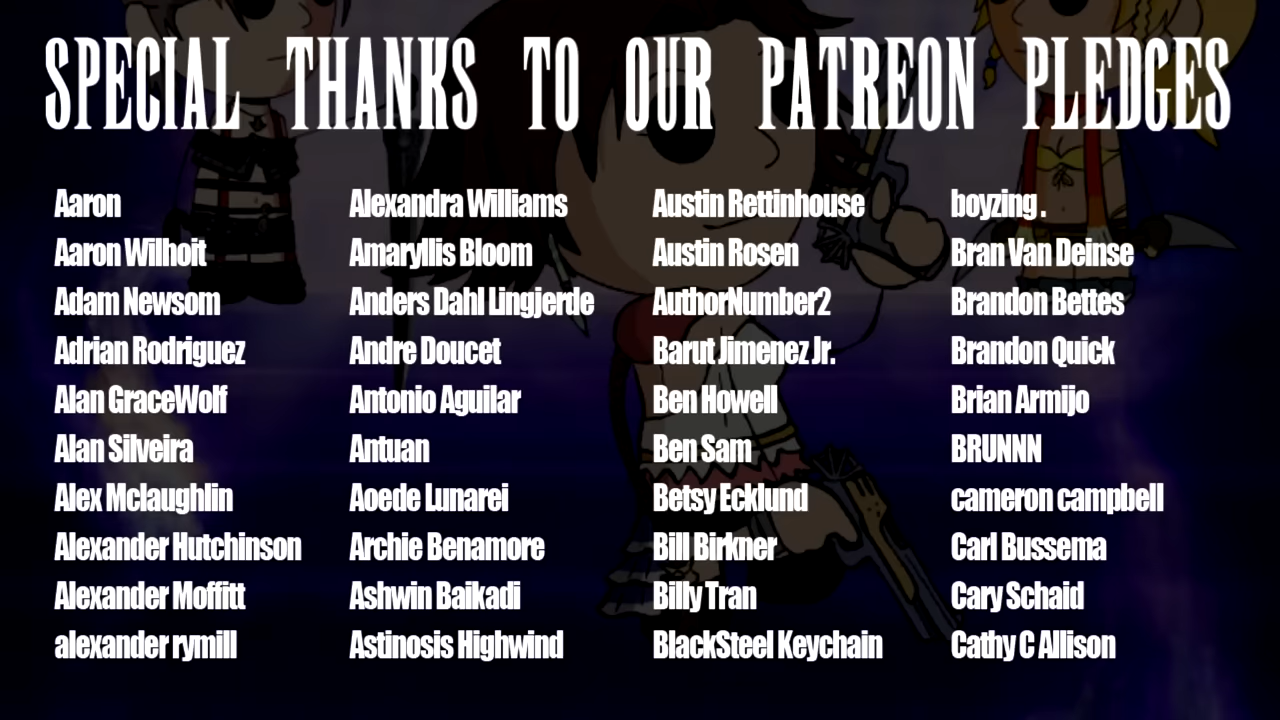 SPECIAL THANKS TO OUR PATREON PLEDGES
Aaron
Aaron Wilhoit
Adam Newsom
Adrian Rodriguez
Alan GraceWolf
Alan Silveira
Alex Mclaughlin
Alexander Hutchinson
Alexander Moffitt
alexander rymill
Alexandra Williams
Amaryllis Bloom
Anders Dahl Lingjerde
Andre Doucet
Antonio Aguilar
Antuan
Aoede Lunarei
Archie Benamore
Ashwin Baikadi
Astinosis Highwind
Austin Rettinhouse
Austin Rosen
AuthorNumber2
Barut Jimenez Jr.
Ben Howell
Ben Sam
Betsy Ecklund
Bill Birkner
Billy Tran
BlackSteel Keychain
boyzing .
Bran Van Deinse
Brandon Bettes
Brandon Quick
Brian Armijo
BRUNNN
cameron campbell
Carl Bussema
Cary Schaid
Cathy C Allison